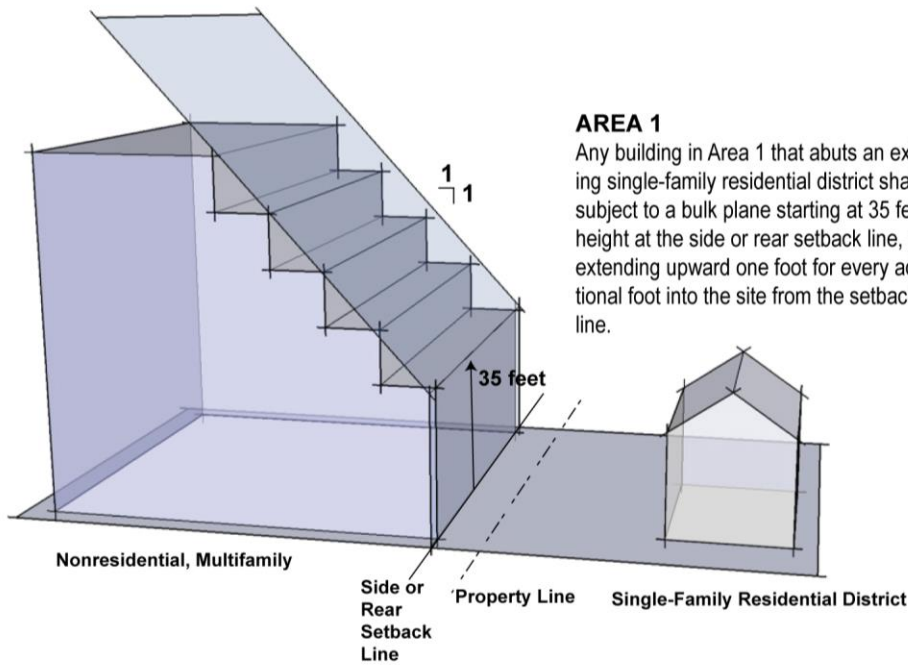 AREA 1
Any building in Area 1 that abuts an ex
ing single-family residential district sha
subject to a bulk plane starting at 35 fe
height at the side or rear setback line,
extending upward one foot for every ad
tional foot into the site from the setbac
line.
1
1
35 feet
Nonresidential, Multifamily
Side or
Rear
Setback
Line
Property Line
Single-Family Residential District